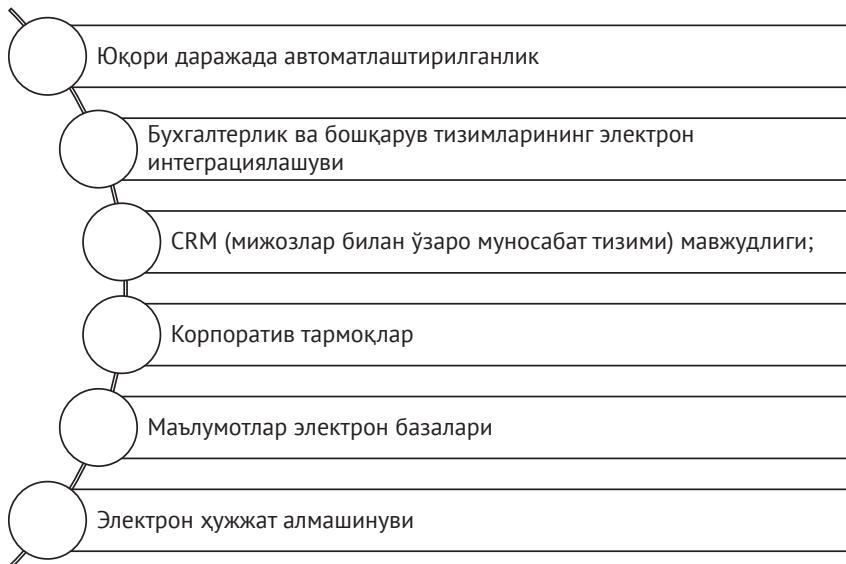 Юқори даражада автоматлаштирилганлик
Бухгалтерлик ва бошқарув тизимларининг электрон
интеграциялашуви
CRM (мижозлар билан ўзаро муносабат тизими) мавжудлиги;
Корпоратив тармоқлар
Маълумотлар электрон базалари
Электрон ҳужжат алмашинуви